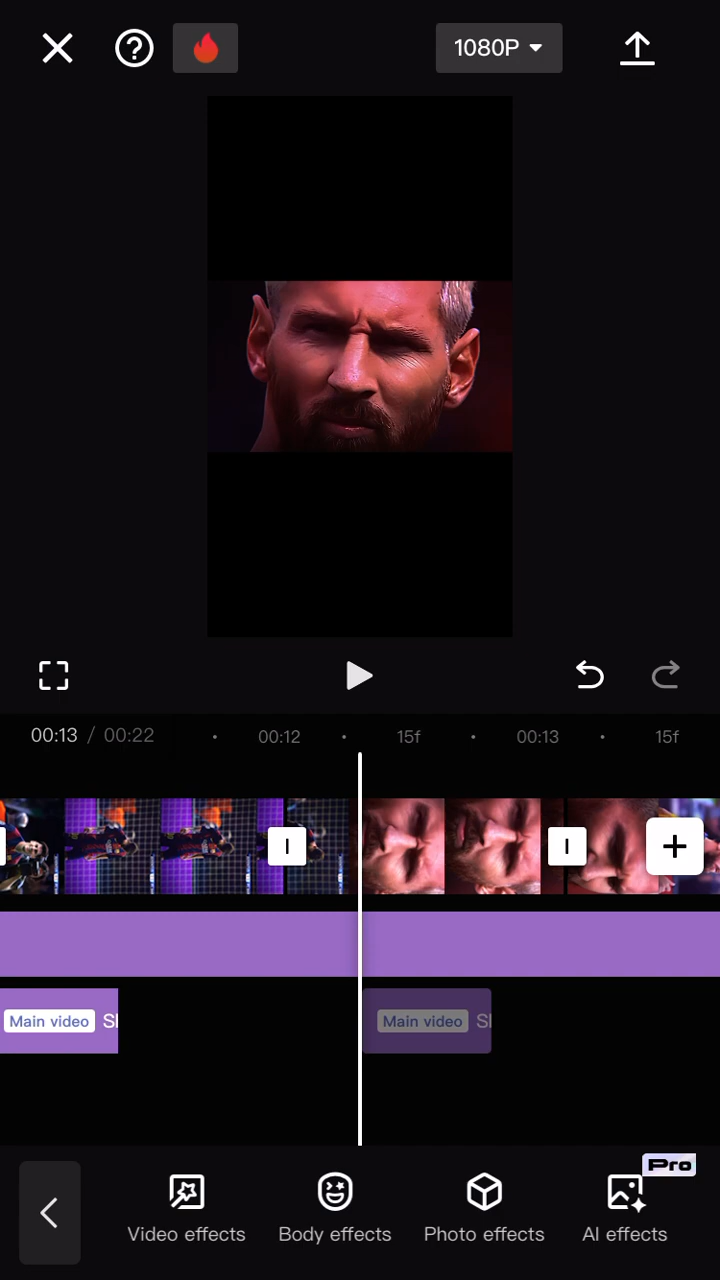 1080P
00:13 / 00:22
00:12
15f
00:13
15f
Main video
Main video
Pro
Video effects
Body effects
Photo effects
AI effects